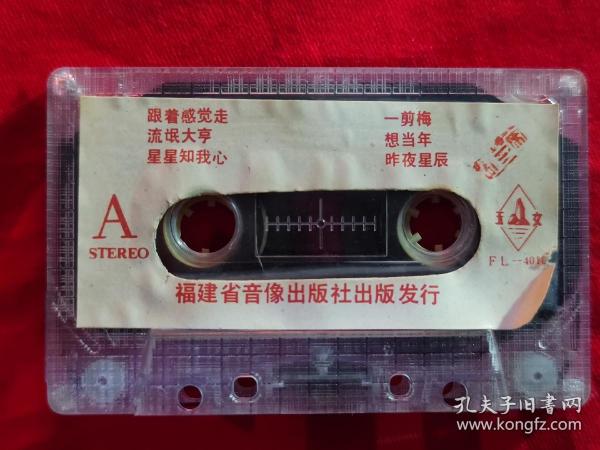 跟着感觉走
流氓大亨
星星知我心
一剪梅
想当年
昨夜星辰
A
STEREO
玉 女
FL--401
福建省音像出版社出版发行
孔夫子旧书网
www.kongfz.com